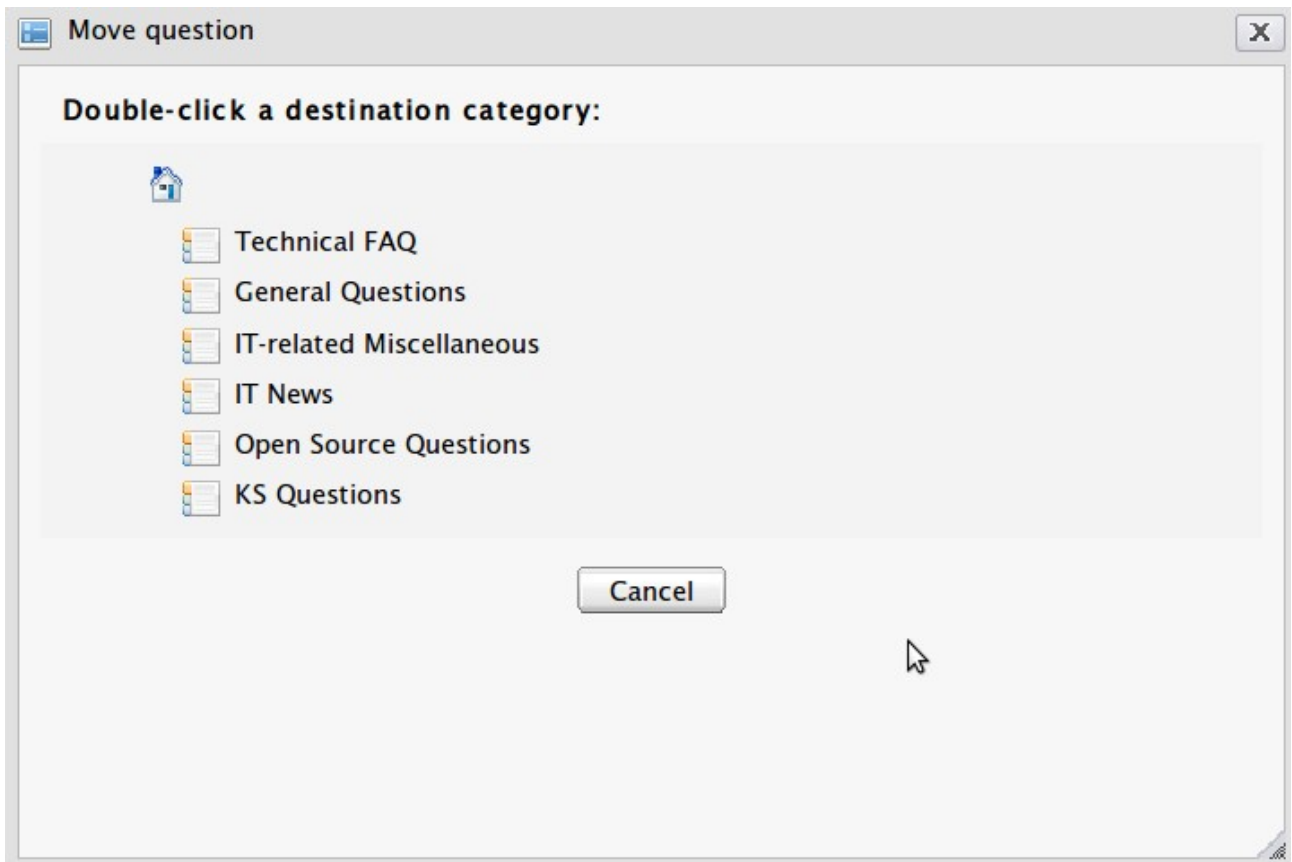 Move question
Double-click a destination category:
Technical FAQ
General Questions
IT-related Miscellaneous
IT News
Open Source Questions
KS Questions
Cancel